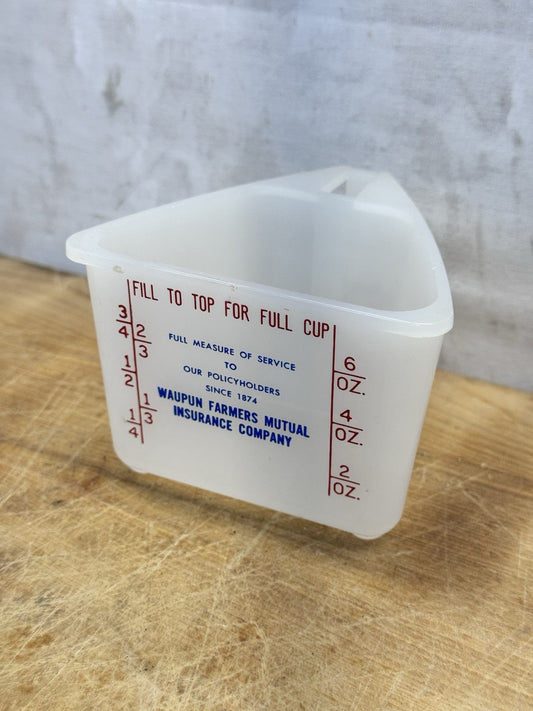 FILL TO TOP FOR FULL CUP
3/4
2/3
1/2
1/3
1/4
FULL MEASURE OF SERVICE
TO
OUR POLICYHOLDERS
SINCE 1874
WAUPUN FARMERS MUTUAL
INSURANCE COMPANY
6
OZ.
4
OZ.
2
OZ.